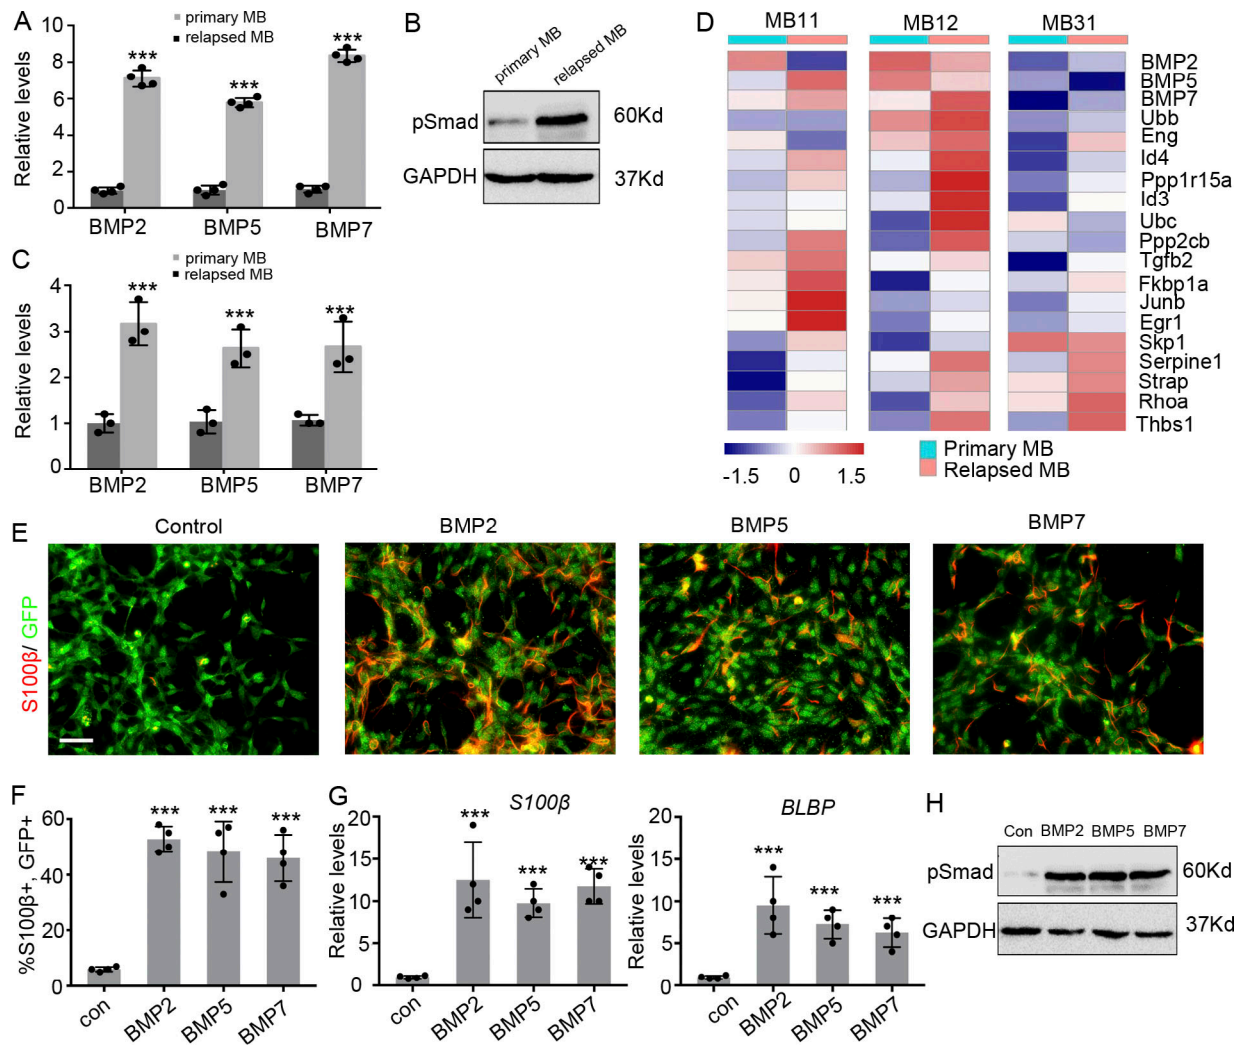 A
primary MB
relapsed MB
Relative levels
10
8
6
4
2
0
***
***
***
BMP2
BMP5
BMP7
B
primary MB
relapsed MB
pSmad
60Kd
GAPDH
37Kd
C
primary MB
relapsed MB
Relative levels
4
3
2
1
0
***
***
***
BMP2
BMP5
BMP7
D
MB11
MB12
MB31
BMP2
BMP5
BMP7
Ubb
Eng
Id4
Ppp1r15a
Id3
Ubc
Ppp2cb
Tgfb2
Fkbp1a
Junb
Egr1
Skp1
Serpine1
Strap
Rhoa
Thbs1
-1.5
0
1.5
Primary MB
Relapsed MB
E
Control
BMP2
BMP5
BMP7
S100β/ GFP
F
%S100β+, GFP+
60
40
20
0
***
***
***
con
BMP2
BMP5
BMP7
G
S100β
Relative levels
20
15
10
5
0
***
***
***
con
BMP2
BMP5
BMP7
BLBP
Relative levels
20
15
10
5
0
***
***
***
con
BMP2
BMP5
BMP7
H
Con
BMP2
BMP5
BMP7
pSmad
60Kd
GAPDH
37Kd